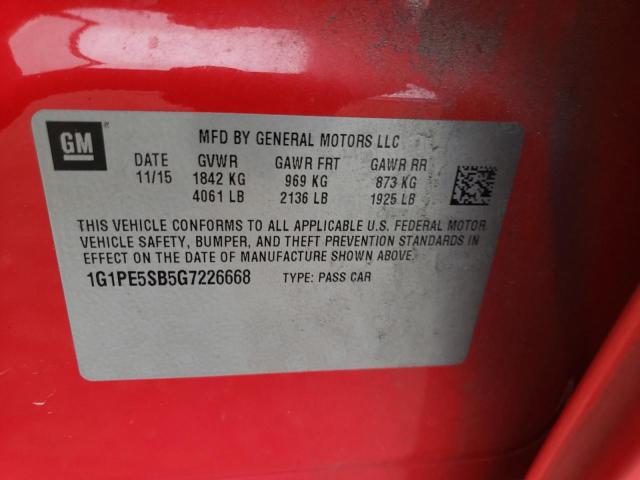 GM
MFD BY GENERAL MOTORS LLC
DATE GVWR GAWR FRT GAWR RR
11/15 1842 KG 969 KG 873 KG
4061 LB 2136 LB 1925 LB
THIS VEHICLE CONFORMS TO ALL APPLICABLE U.S. FEDERAL MOTOR
VEHICLE SAFETY, BUMPER, AND THEFT PREVENTION STANDARDS IN
EFFECT ON THE DATE OF MANUFACTURE SHOWN ABOVE.
1G1PE5SB5G7226668 TYPE: PASS CAR